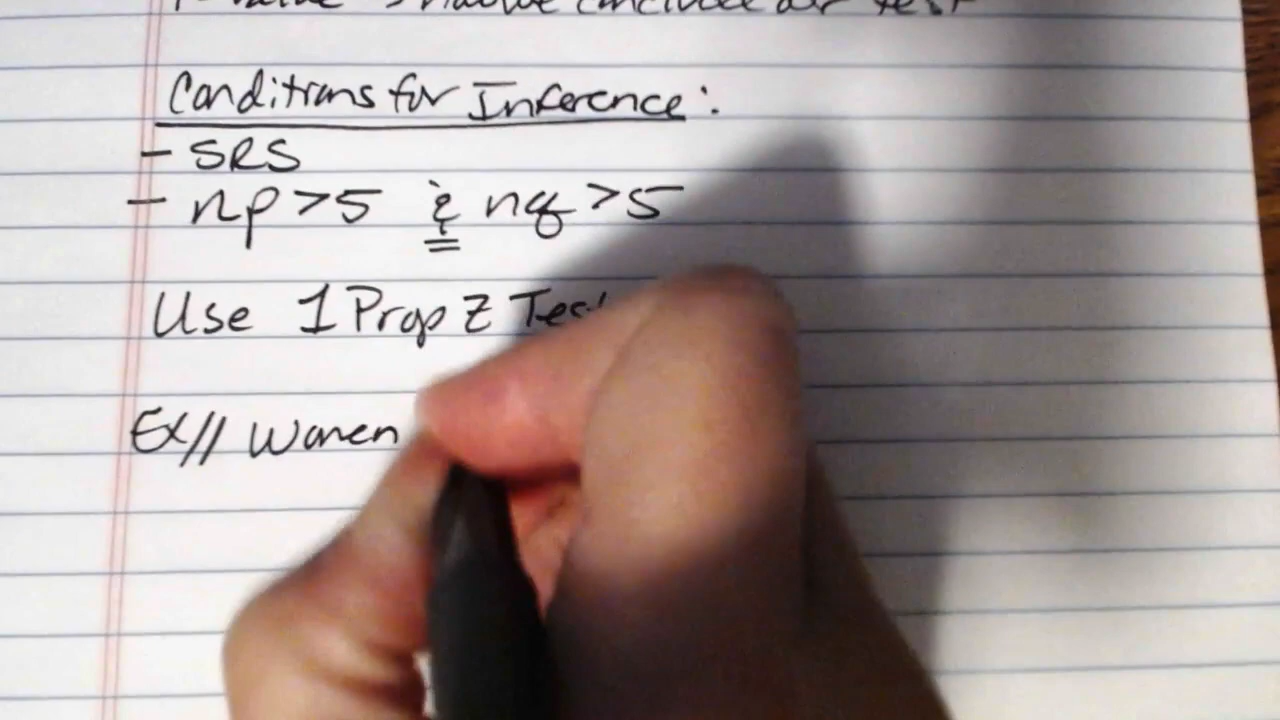 Conditions for Inference:
- SRS
- np >5 & nq >5
Use 1 Prop Z Test
Ex// Women